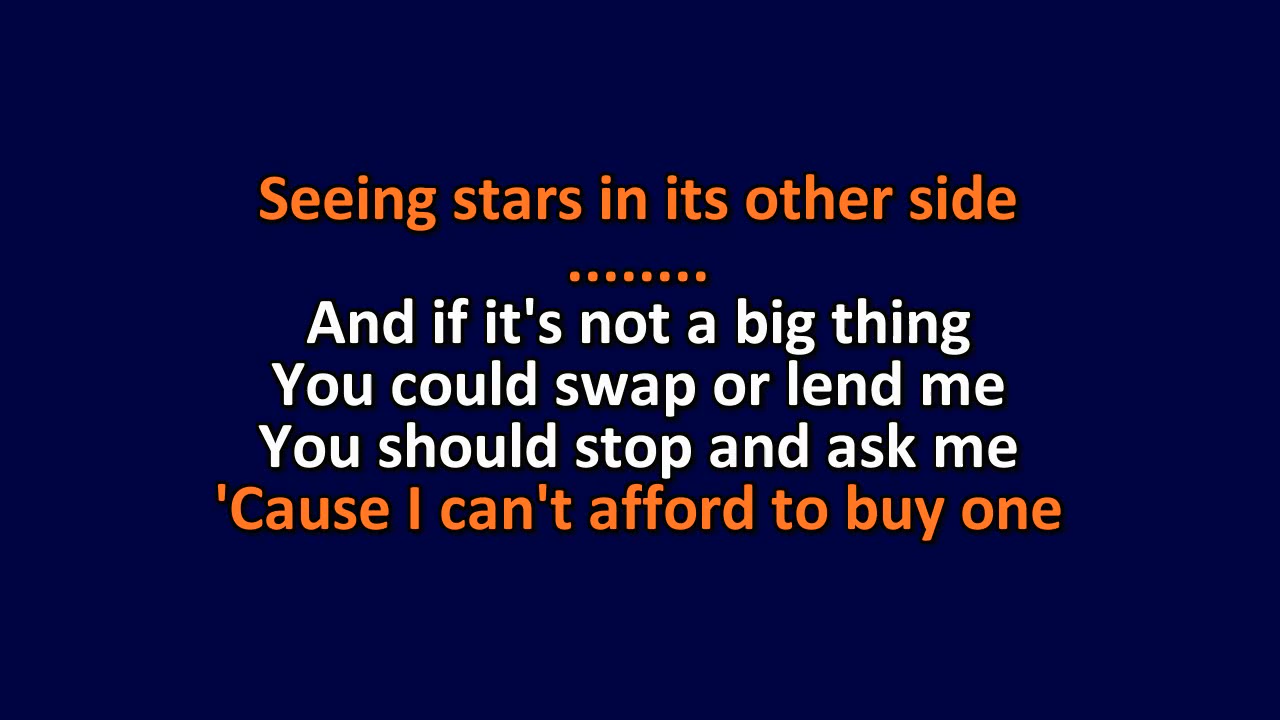 Seeing stars in its other side
........
And if it's not a big thing
You could swap or lend me
You should stop and ask me
'Cause I can't afford to buy one